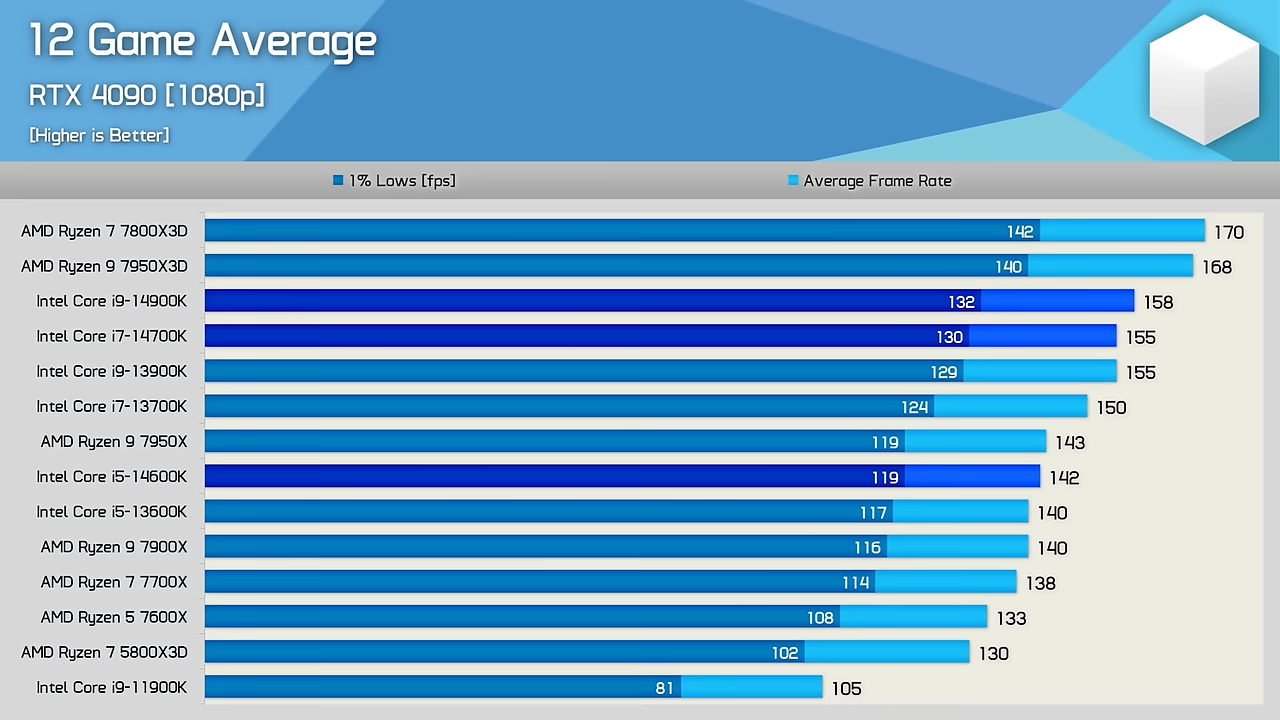 12 Game Average
RTX 4090 [1080p]
[Higher is Better]
1% Lows [fps] Average Frame Rate
AMD Ryzen 7 7800X3D 142 170
AMD Ryzen 9 7950X3D 140 168
Intel Core i9-14900K 132 158
Intel Core i7-14700K 130 155
Intel Core i9-13900K 129 155
Intel Core i7-13700K 124 150
AMD Ryzen 9 7950X 119 143
Intel Core i5-14600K 119 142
Intel Core i5-13600K 117 140
AMD Ryzen 9 7900X 116 140
AMD Ryzen 7 7700X 114 138
AMD Ryzen 5 7600X 108 133
AMD Ryzen 7 5800X3D 102 130
Intel Core i9-11900K 81 105